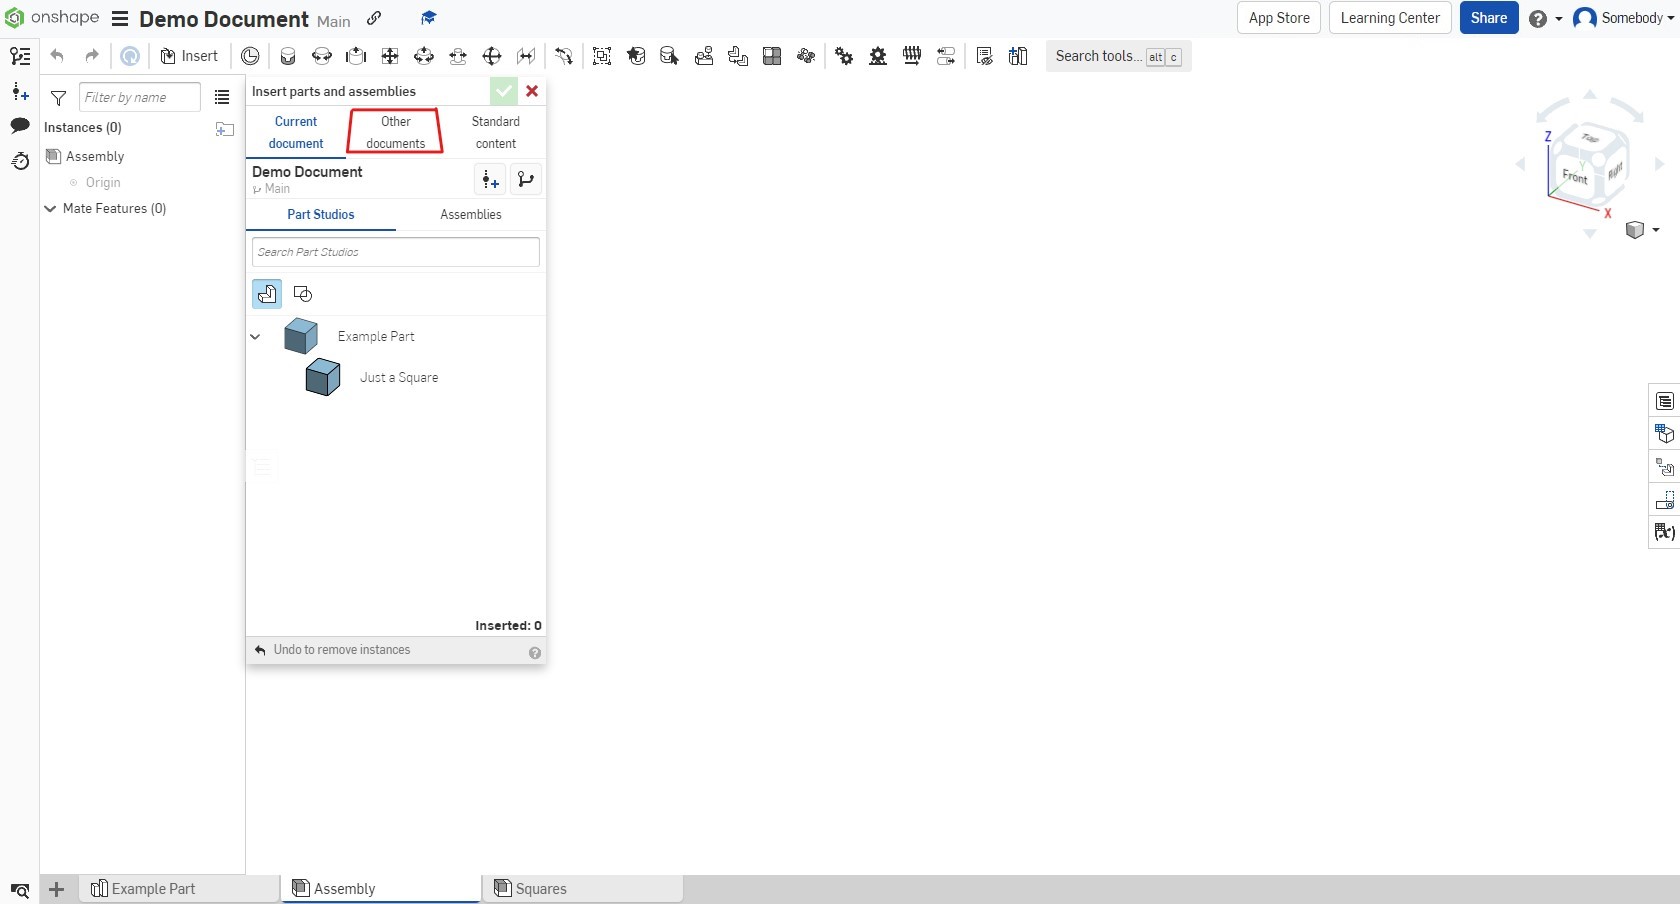 onshape Demo Document Main App Store Learning Center Share Somebody
Insert Search tools... alt c
Filter by name
Instances (0)
Assembly
Origin
Mate Features (0)
Insert parts and assemblies
Current document
Other documents
Standard content
Demo Document
Main
Part Studios Assemblies
Search Part Studios
Example Part
Just a Square
Inserted: 0
Undo to remove instances
Top
Front
Right
Z
Y
X
Example Part Assembly Squares